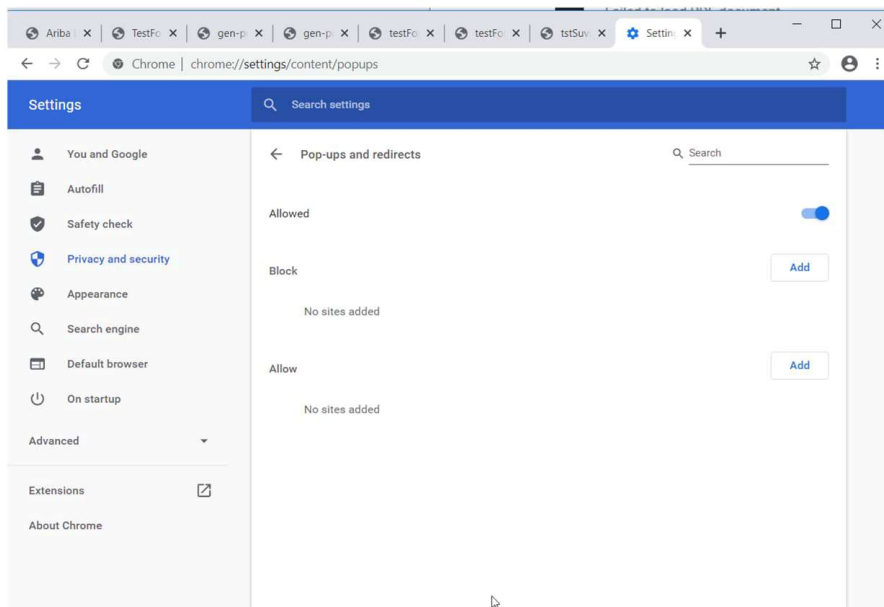 Ariba
TestFo
gen-p
gen-p
testFo
testFo
tstSuv
Settin
Chrome | chrome://settings/content/popups
Settings
Search settings
You and Google
Autofill
Safety check
Privacy and security
Appearance
Search engine
Default browser
On startup
Advanced
Extensions
About Chrome
Pop-ups and redirects
Search
Allowed
Block
Add
No sites added
Allow
Add
No sites added